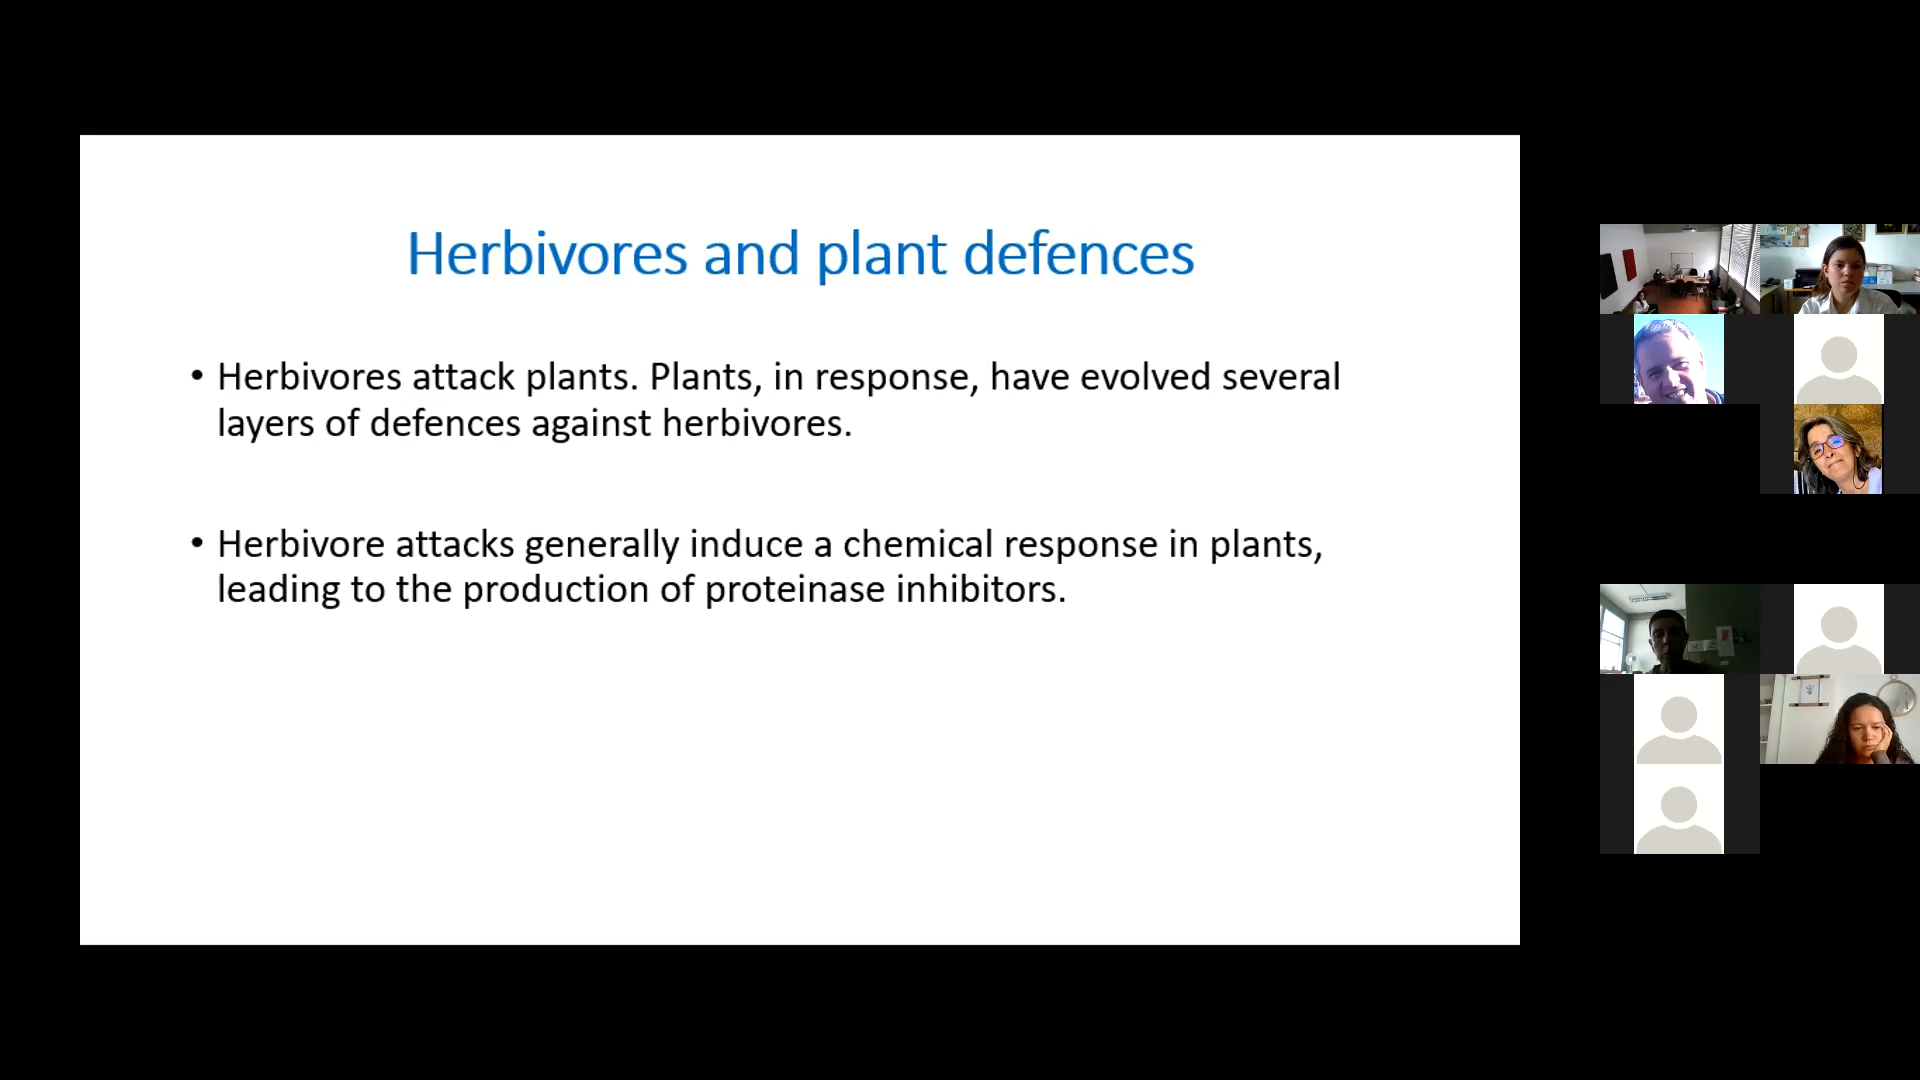 Herbivores and plant defences
• Herbivores attack plants. Plants, in response, have evolved several
layers of defences against herbivores.
• Herbivore attacks generally induce a chemical response in plants,
leading to the production of proteinase inhibitors.